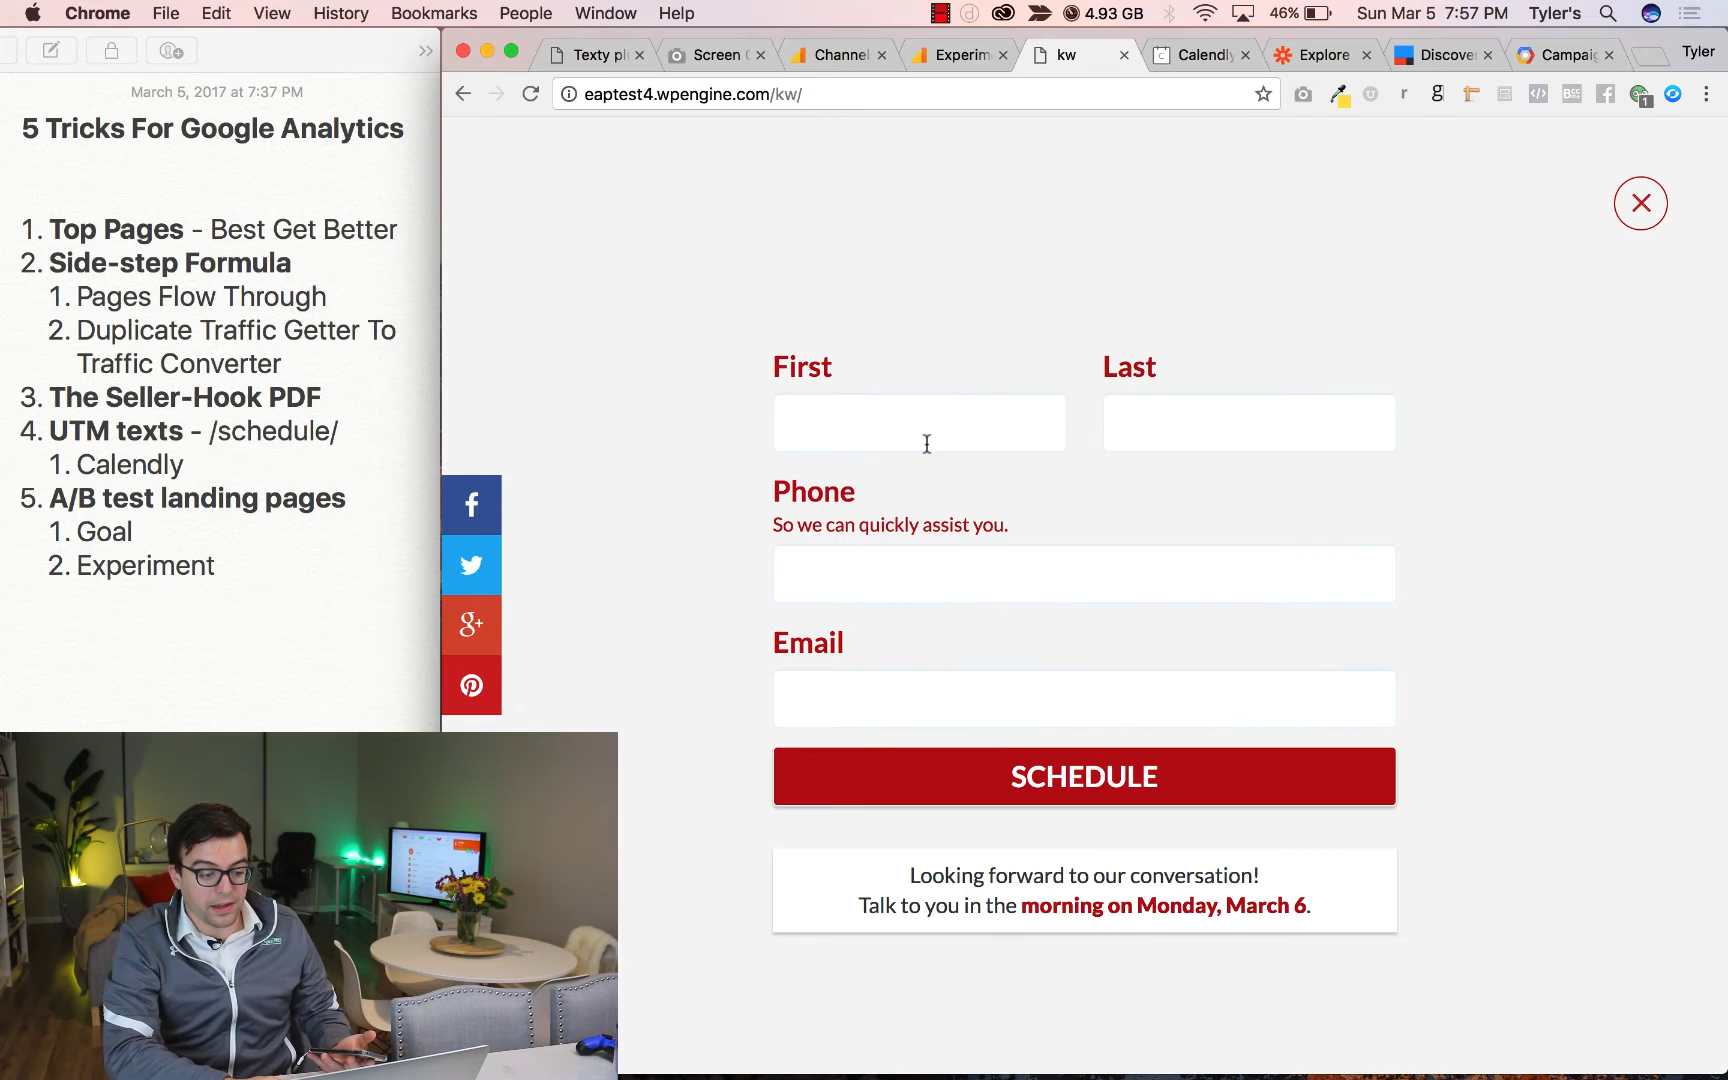 Chrome File Edit View History Bookmarks People Window Help 4.93 GB 46% Sun Mar 5 7:57 PM Tyler's
Texty pl Screen Channel Experim kw Calendly Explore Discove Campaig Tyler
eaptest4.wpengine.com/kw/
March 5, 2017 at 7:37 PM
5 Tricks For Google Analytics
1. Top Pages - Best Get Better
2. Side-step Formula
1. Pages Flow Through
2. Duplicate Traffic Getter To
Traffic Converter
3. The Seller-Hook PDF
4. UTM texts - /schedule/
1. Calendly
5. A/B test landing pages
1. Goal
2. Experiment
First Last
Phone
So we can quickly assist you.
Email
SCHEDULE
Looking forward to our conversation!
Talk to you in the morning on Monday, March 6.